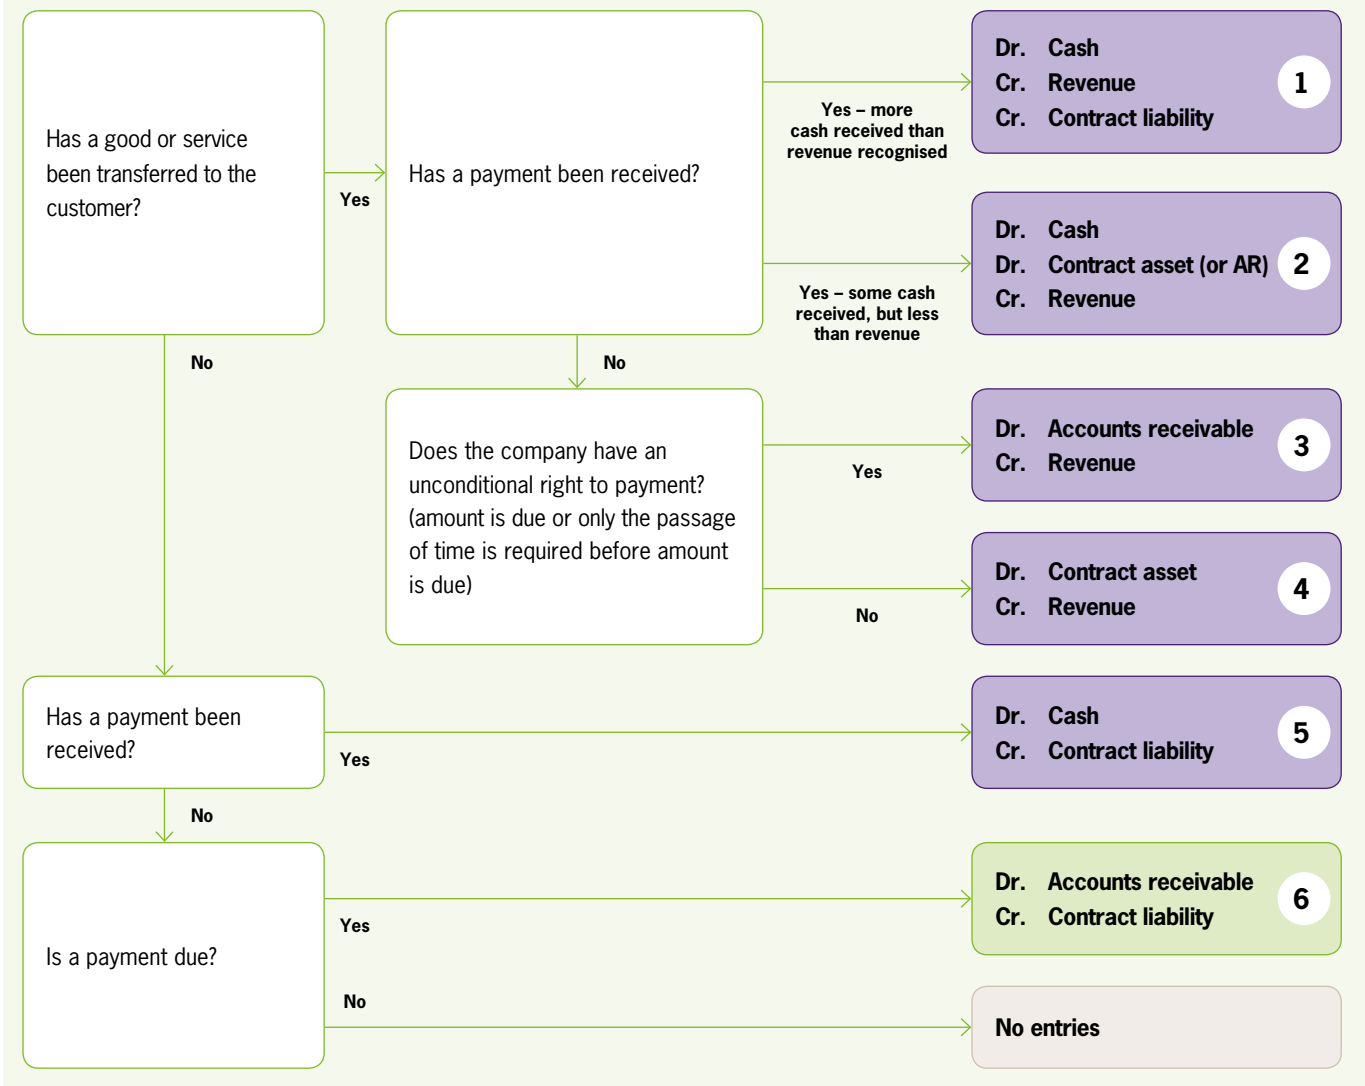 Has a good or service
been transferred to the
customer?
Yes
Has a payment been received?
Yes – more
cash received than
revenue recognised
Dr. Cash
Cr. Revenue
Cr. Contract liability
1
Yes – some cash
received, but less
than revenue
Dr. Cash
Dr. Contract asset (or AR)
Cr. Revenue
2
No
No
Does the company have an
unconditional right to payment?
(amount is due or only the passage
of time is required before amount
is due)
Yes
Dr. Accounts receivable
Cr. Revenue
3
No
Dr. Contract asset
Cr. Revenue
4
Has a payment been
received?
Yes
Dr. Cash
Cr. Contract liability
5
No
Is a payment due?
Yes
Dr. Accounts receivable
Cr. Contract liability
6
No
No entries